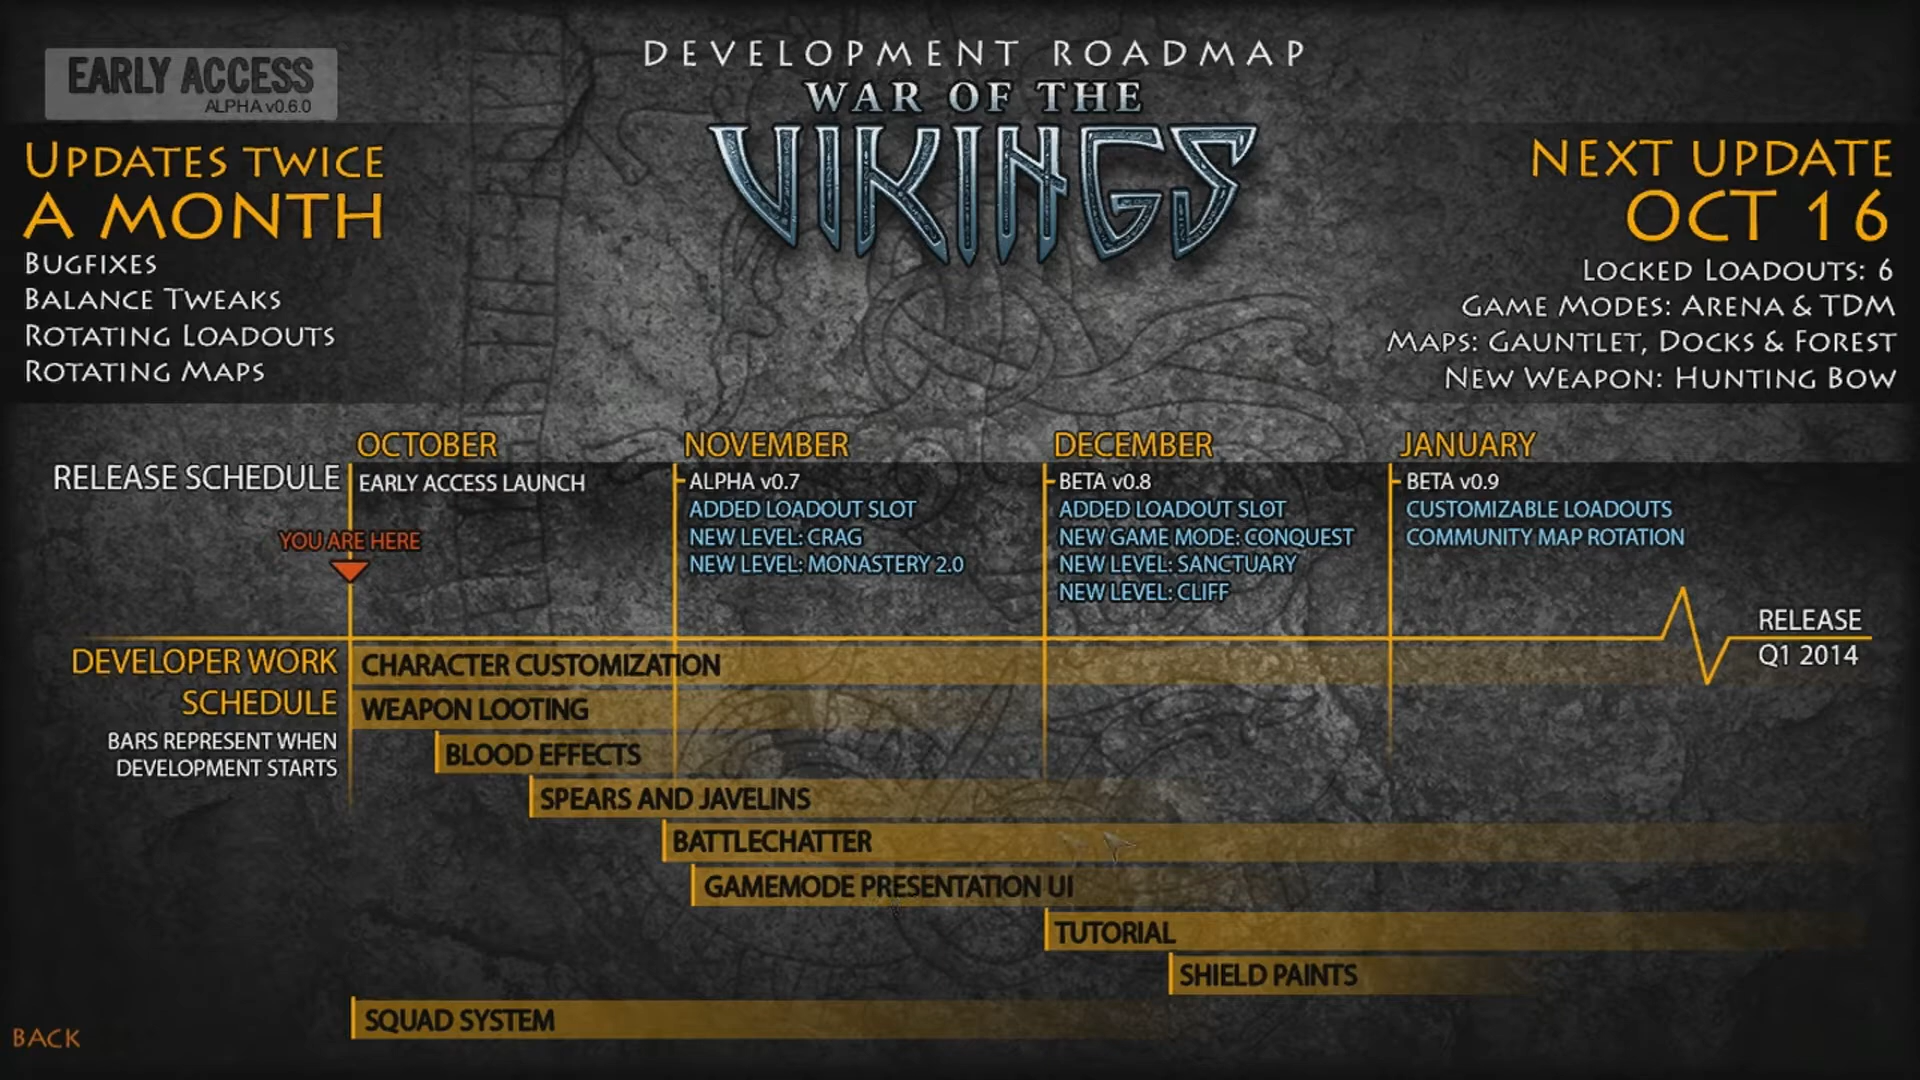 DEVELOPMENT ROADMAP
WAR OF THE
VIKINGS
EARLY ACCESS
ALPHA v0.6.0
UPDATES TWICE
A MONTH
BUGFIXES
BALANCE TWEAKS
ROTATING LOADOUTS
ROTATING MAPS
NEXT UPDATE
OCT 16
LOCKED LOADOUTS: 6
GAME MODES: ARENA & TDM
MAPS: GAUNTLET, DOCKS & FOREST
NEW WEAPON: HUNTING BOW
RELEASE SCHEDULE
OCTOBER
EARLY ACCESS LAUNCH
YOU ARE HERE
NOVEMBER
ALPHA v0.7
ADDED LOADOUT SLOT
NEW LEVEL: CRAG
NEW LEVEL: MONASTERY 2.0
DECEMBER
BETA v0.8
ADDED LOADOUT SLOT
NEW GAME MODE: CONQUEST
NEW LEVEL: SANCTUARY
NEW LEVEL: CLIFF
JANUARY
BETA v0.9
CUSTOMIZABLE LOADOUTS
COMMUNITY MAP ROTATION
RELEASE
Q1 2014
DEVELOPER WORK
SCHEDULE
BARS REPRESENT WHEN
DEVELOPMENT STARTS
CHARACTER CUSTOMIZATION
WEAPON LOOTING
BLOOD EFFECTS
SPEARS AND JAVELINS
BATTLECHATTER
GAMEMODE PRESENTATION UI
TUTORIAL
SHIELD PAINTS
SQUAD SYSTEM
BACK